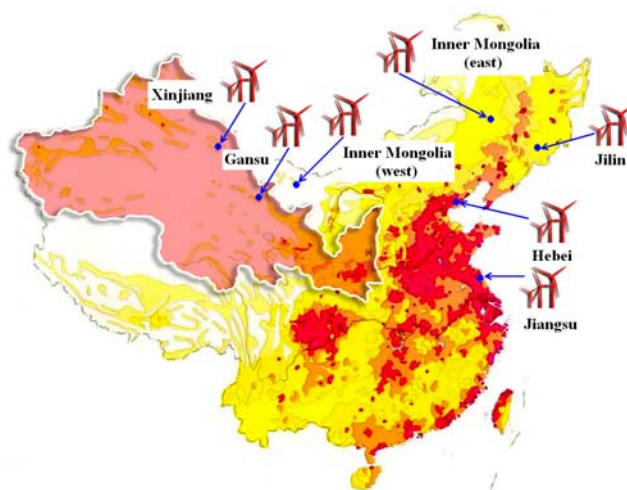 Inner Mongolia
(east)
Xinjiang
Gansu
Inner Mongolia
(west)
Jilin
Hebei
Jiangsu